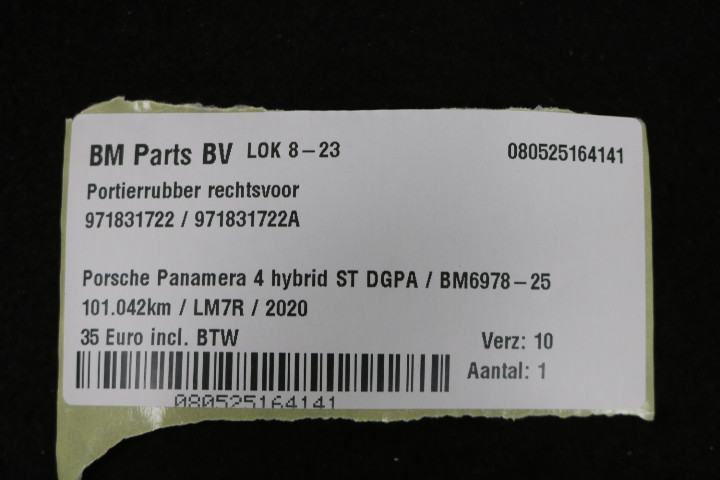 BM Parts BV LOK 8-23 080525164141
Portierrubber rechtsvoor
971831722 / 971831722A
Porsche Panamera 4 hybrid ST DGPA / BM6978-25
101.042km / LM7R / 2020
35 Euro incl. BTW Verz: 10
Aantal: 1
080525164141